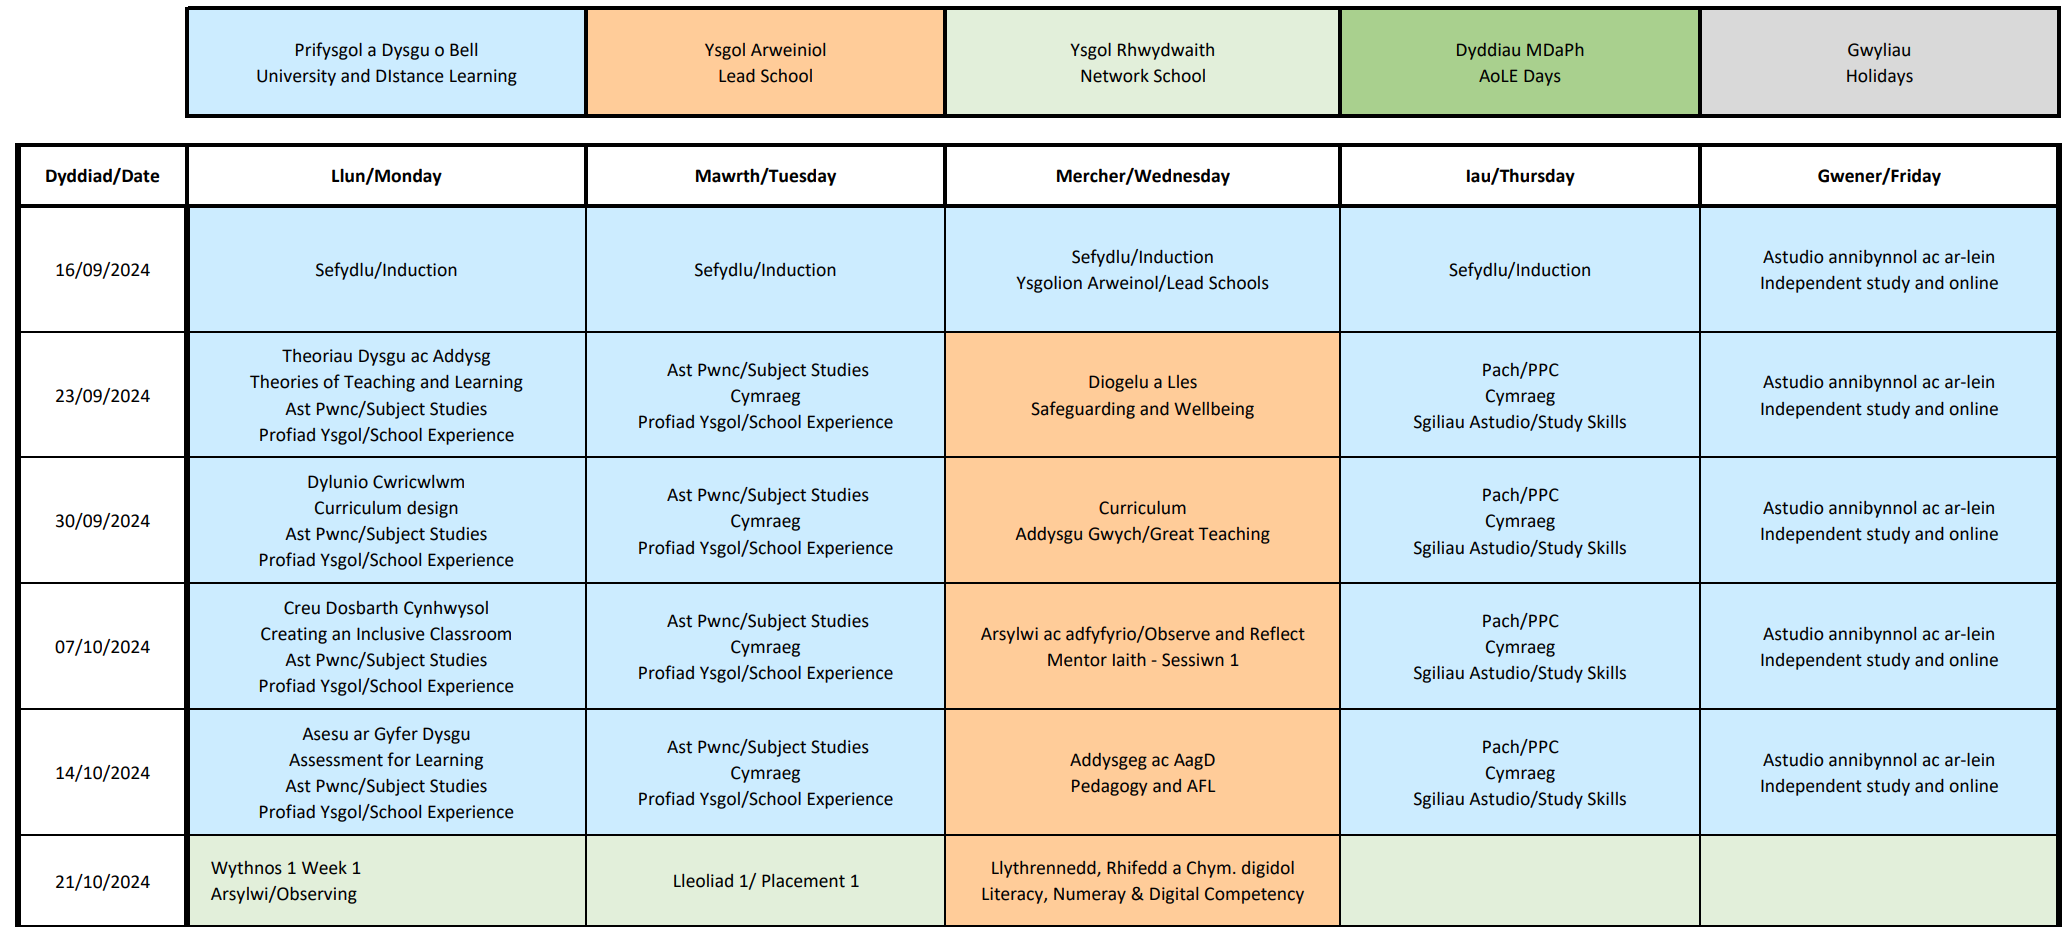 Prifysgol a Dysgu o Bell
University and DIstance Learning
Ysgol Arweiniol
Lead School
Ysgol Rhwydwaith
Network School
Dyddiau MDaPh
AoLE Days
Gwyliau
Holidays
Dyddiad/Date
Llun/Monday
Mawrth/Tuesday
Mercher/Wednesday
Iau/Thursday
Gwener/Friday
16/09/2024
Sefydlu/Induction
Sefydlu/Induction
Sefydlu/Induction
Ysgolion Arweinol/Lead Schools
Sefydlu/Induction
Astudio annibynnol ac ar-lein
Independent study and online
23/09/2024
Theoriau Dysgu ac Addysg
Theories of Teaching and Learning
Ast Pwnc/Subject Studies
Profiad Ysgol/School Experience
Ast Pwnc/Subject Studies
Cymraeg
Profiad Ysgol/School Experience
Diogelu a Lles
Safeguarding and Wellbeing
Pach/PPC
Cymraeg
Sgiliau Astudio/Study Skills
Astudio annibynnol ac ar-lein
Independent study and online
30/09/2024
Dylunio Cwricwlwm
Curriculum design
Ast Pwnc/Subject Studies
Profiad Ysgol/School Experience
Ast Pwnc/Subject Studies
Cymraeg
Profiad Ysgol/School Experience
Curriculum
Addysgu Gwych/Great Teaching
Pach/PPC
Cymraeg
Sgiliau Astudio/Study Skills
Astudio annibynnol ac ar-lein
Independent study and online
07/10/2024
Creu Dosbarth Cynhwysol
Creating an Inclusive Classroom
Ast Pwnc/Subject Studies
Profiad Ysgol/School Experience
Ast Pwnc/Subject Studies
Cymraeg
Profiad Ysgol/School Experience
Arsylwi ac adfyfyrio/Observe and Reflect
Mentor Iaith - Sessiwn 1
Pach/PPC
Cymraeg
Sgiliau Astudio/Study Skills
Astudio annibynnol ac ar-lein
Independent study and online
14/10/2024
Asesu ar Gyfer Dysgu
Assessment for Learning
Ast Pwnc/Subject Studies
Profiad Ysgol/School Experience
Ast Pwnc/Subject Studies
Cymraeg
Profiad Ysgol/School Experience
Addysgeg ac AagD
Pedagogy and AFL
Pach/PPC
Cymraeg
Sgiliau Astudio/Study Skills
Astudio annibynnol ac ar-lein
Independent study and online
21/10/2024
Wythnos 1 Week 1
Arsylwi/Observing
Lleoliad 1/ Placement 1
Llythrennedd, Rhifedd a Chym. digidol
Literacy, Numeray & Digital Competency